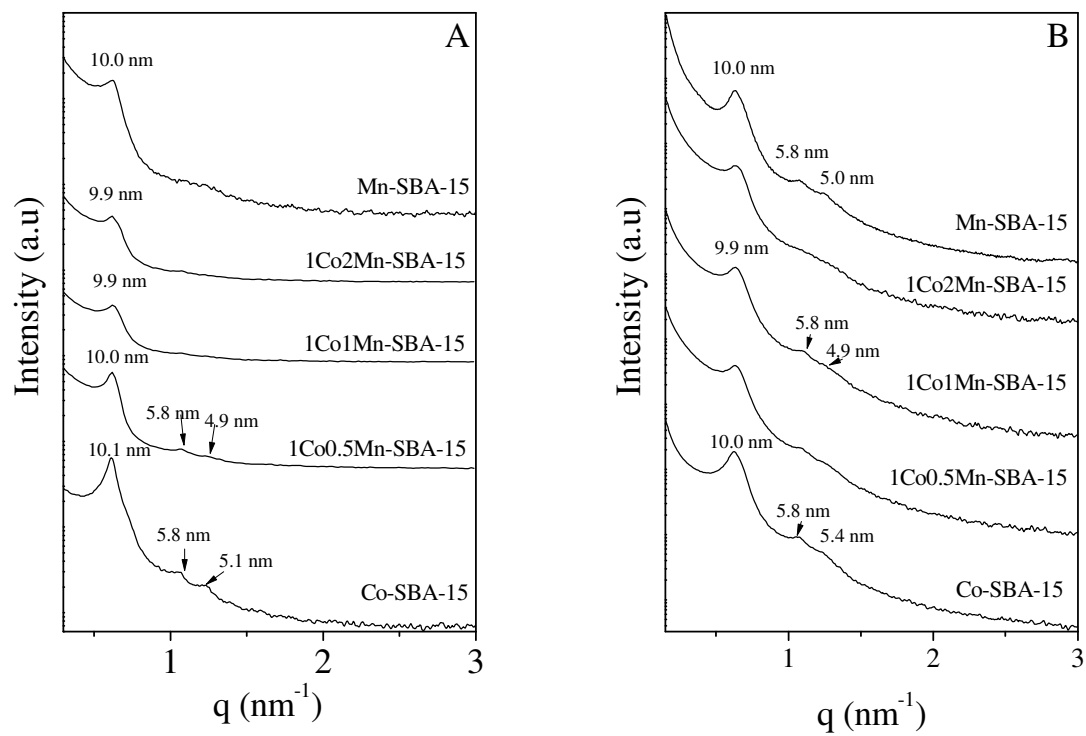 A
10.0 nm
Mn-SBA-15
9.9 nm
1Co2Mn-SBA-15
9.9 nm
1Co1Mn-SBA-15
10.0 nm
5.8 nm
4.9 nm
1Co0.5Mn-SBA-15
10.1 nm
5.8 nm
5.1 nm
Co-SBA-15
Intensity (a.u)
1
2
3
q (nm⁻¹)
B
10.0 nm
5.8 nm
5.0 nm
Mn-SBA-15
1Co2Mn-SBA-15
9.9 nm
5.8 nm
4.9 nm
1Co1Mn-SBA-15
1Co0.5Mn-SBA-15
10.0 nm
5.8 nm
5.4 nm
Co-SBA-15
Intensity (a.u)
1
2
3
q (nm⁻¹)